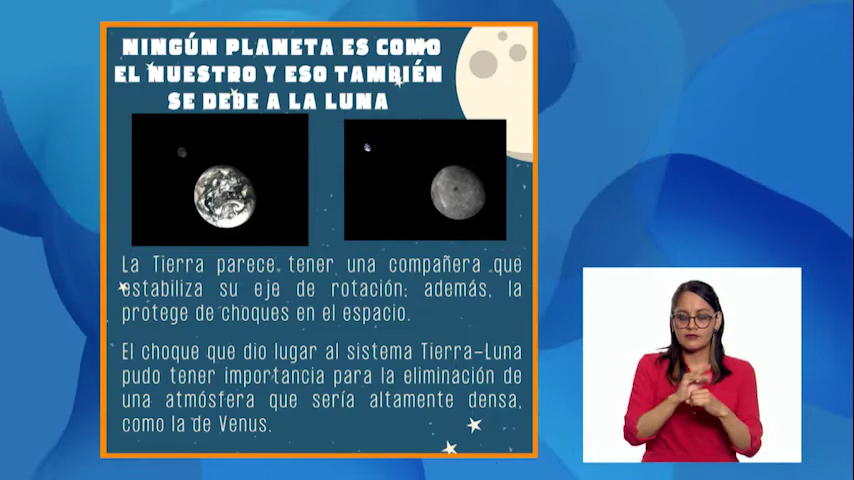 NINGÚN PLANETA ES COMO
EL NUESTRO Y ESO TAMBIÉN
SE DEBE A LA LUNA
La Tierra parece tener una compañera que
estabiliza su eje de rotación; además, la
protege de choques en el espacio.
El choque que dio lugar al sistema Tierra-Luna
pudo tener importancia para la eliminación de
una atmósfera que sería altamente densa,
como la de Venus.